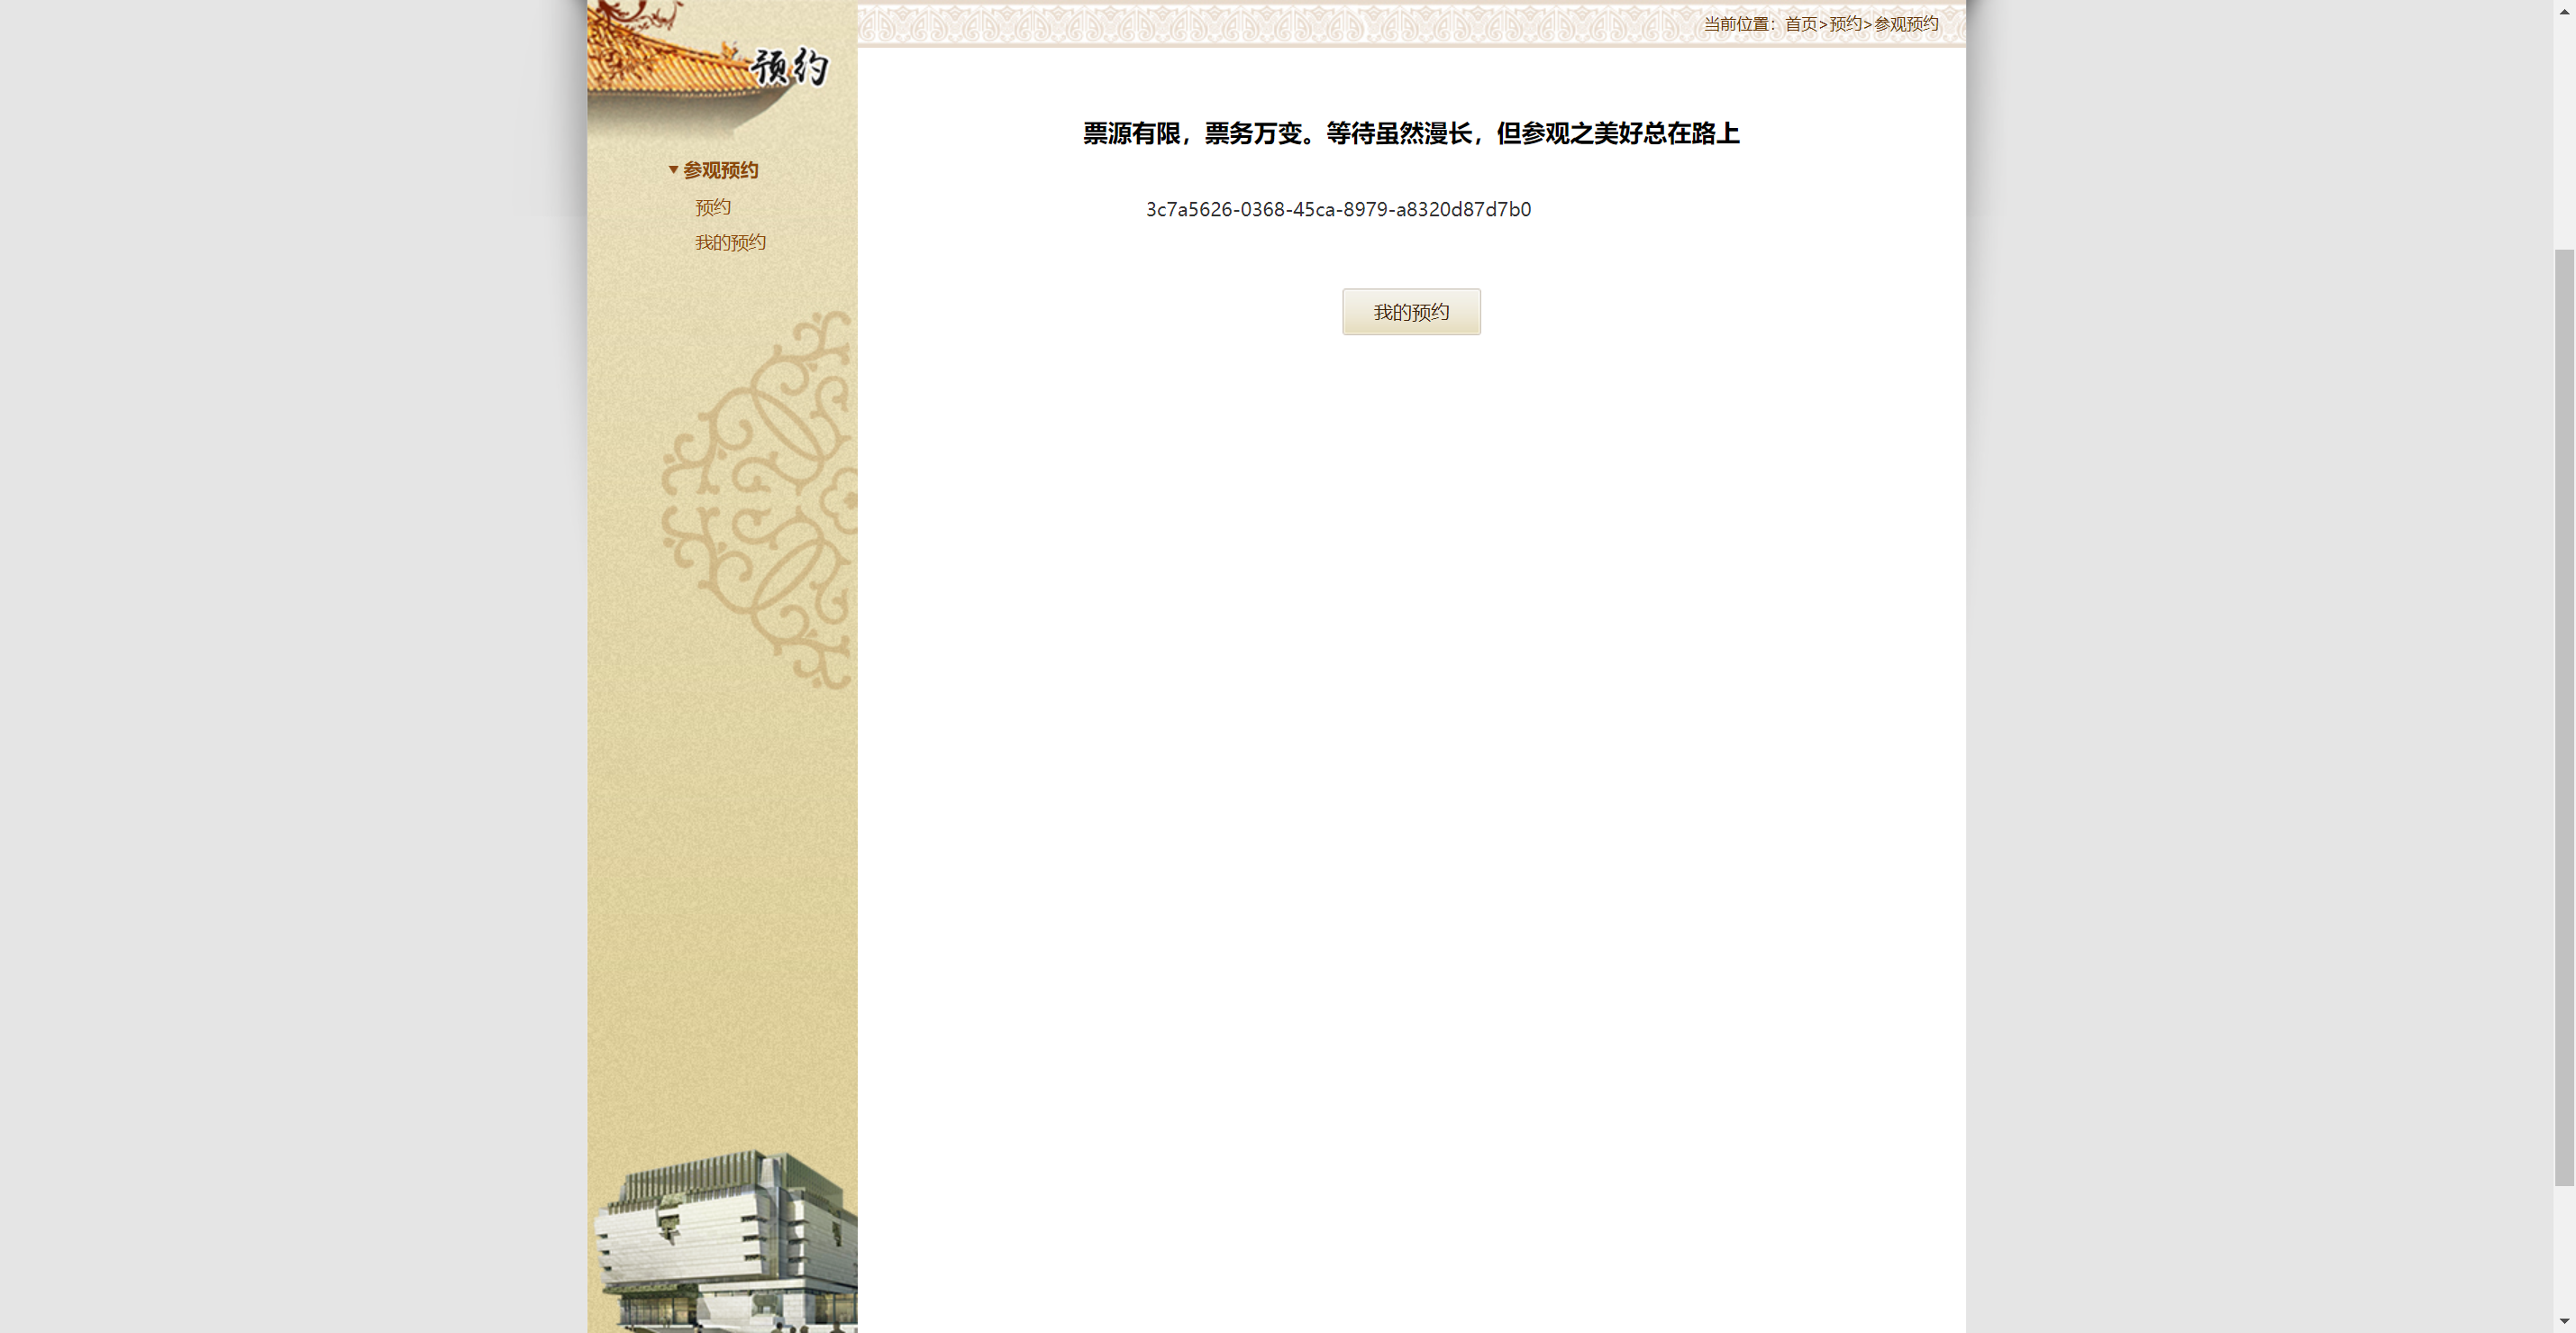 预约
当前位置：首页>预约>参观预约
▼参观预约
预约
我的预约
票源有限，票务万变。等待虽然漫长，但参观之美好总在路上
3c7a5626-0368-45ca-8979-a8320d87d7b0
我的预约